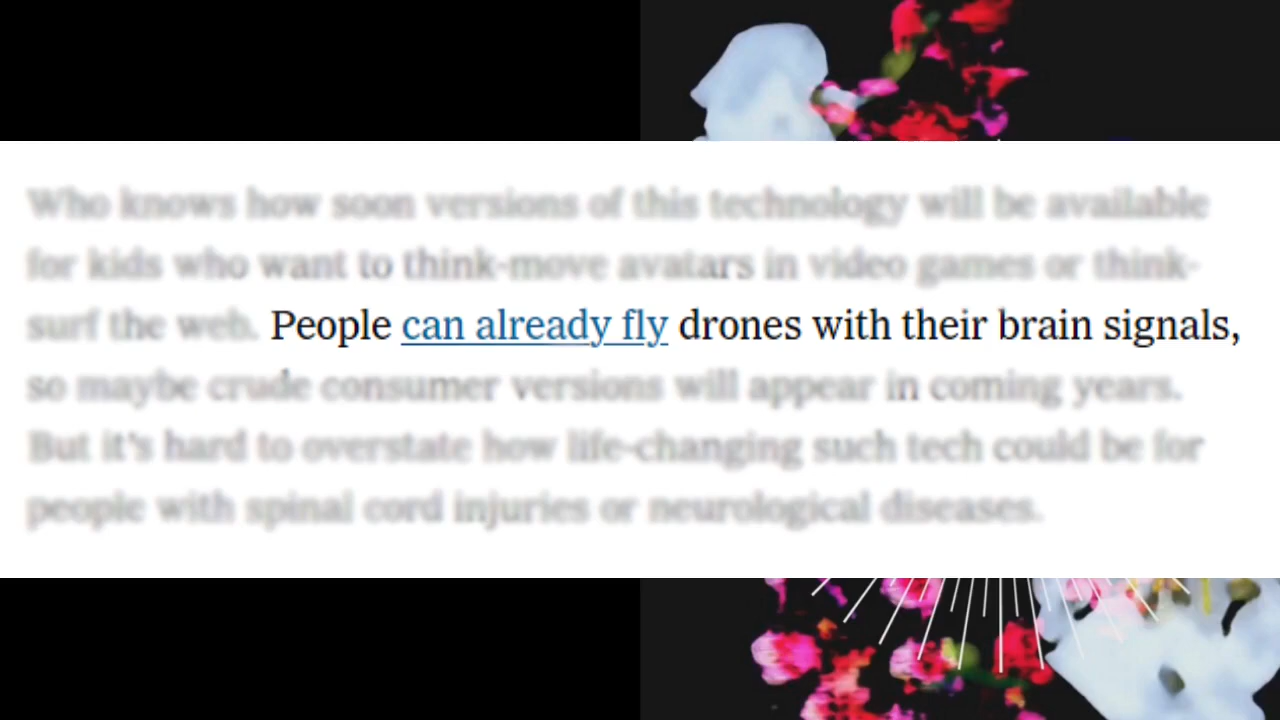 Who knows how soon versions of this technology will be available
for kids who want to think-move avatars in video games or think-
surf the web. People can already fly drones with their brain signals,
so maybe crude consumer versions will appear in coming years.
But it's hard to overstate how life-changing such tech could be for
people with spinal cord injuries or neurological diseases.